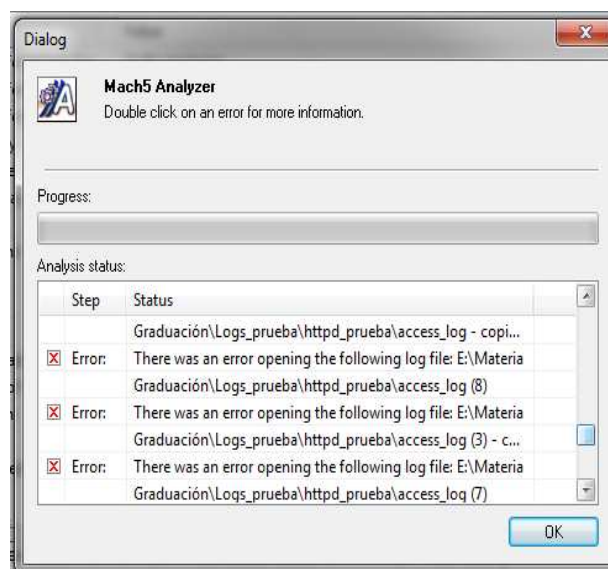 Dialog
Mach5 Analyzer
Double click on an error for more information.
Progress:
Analysis status:
Step Status
Graduación\Logs_prueba\httpd_prueba\access_log - copi...
Error: There was an error opening the following log file: E:\Materia
Graduación\Logs_prueba\httpd_prueba\access_log (8)
Error: There was an error opening the following log file: E:\Materia
Graduación\Logs_prueba\httpd_prueba\access_log (3) - c...
Error: There was an error opening the following log file: E:\Materia
Graduación\Logs_prueba\httpd_prueba\access_log (7)
OK